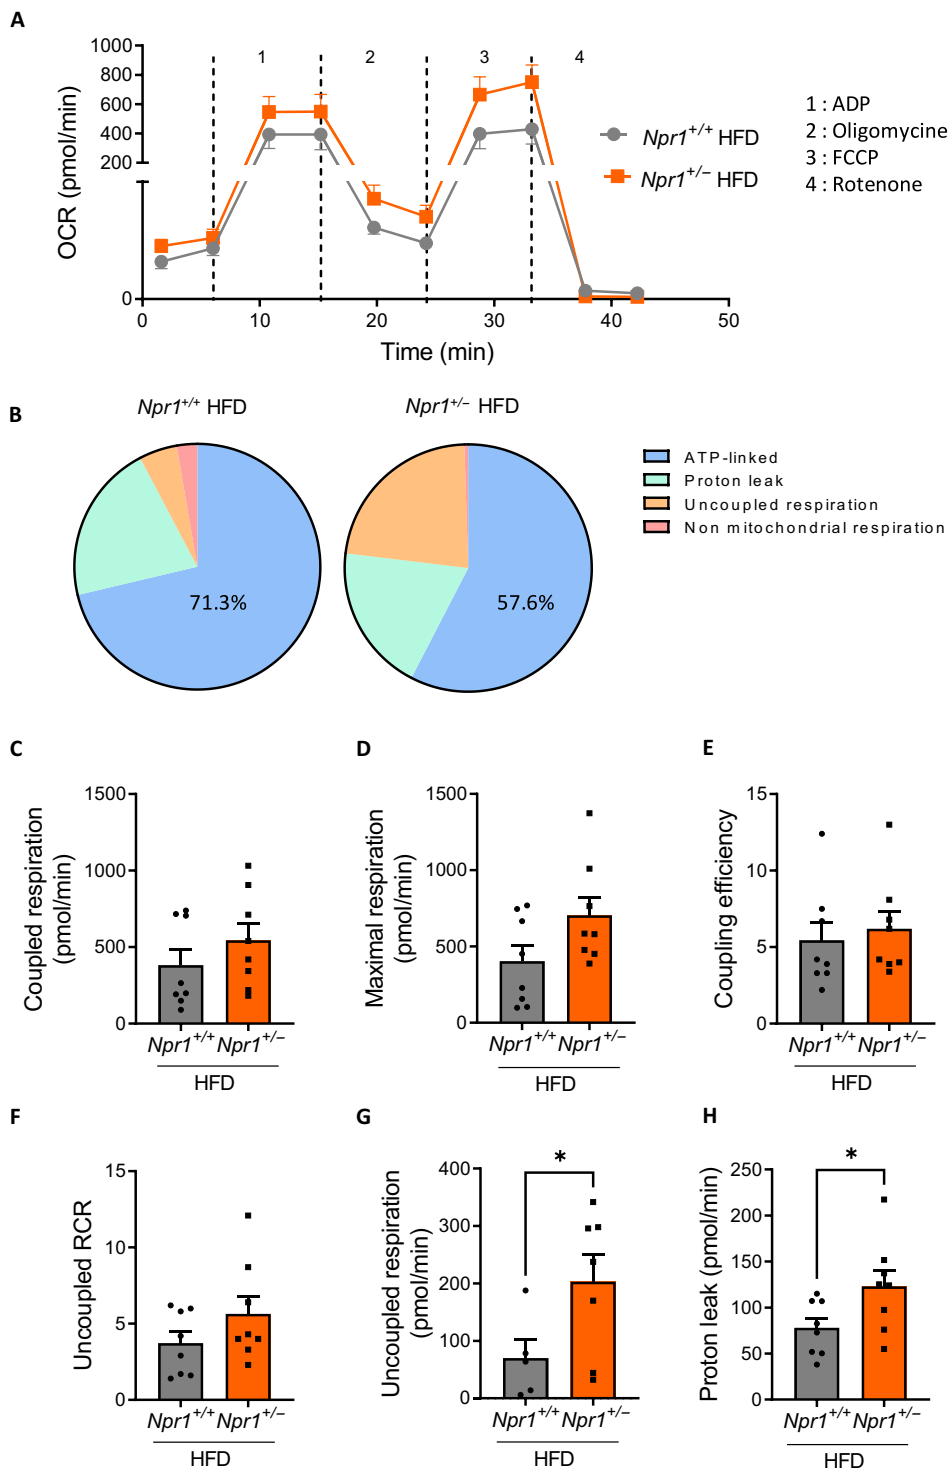 A
1 2 3 4
1000
800
600
400
200
0
OCR (pmol/min)
0 10 20 30 40 50
Time (min)
Npr1+/+ HFD
Npr1+/− HFD
1 : ADP
2 : Oligomycine
3 : FCCP
4 : Rotenone
B
Npr1+/+ HFD
Npr1+/− HFD
71.3%
57.6%
ATP-linked
Proton leak
Uncoupled respiration
Non mitochondrial respiration
C
Coupled respiration
(pmol/min)
1500
1000
500
0
Npr1+/+ Npr1+/−
HFD
D
Maximal respiration
(pmol/min)
1500
1000
500
0
Npr1+/+ Npr1+/−
HFD
E
Coupling efficiency
15
10
5
0
Npr1+/+ Npr1+/−
HFD
F
Uncoupled RCR
15
10
5
0
Npr1+/+ Npr1+/−
HFD
G
Uncoupled respiration
(pmol/min)
400
300
200
100
0
*
Npr1+/+ Npr1+/−
HFD
H
Proton leak (pmol/min)
250
200
150
100
50
0
*
Npr1+/+ Npr1+/−
HFD